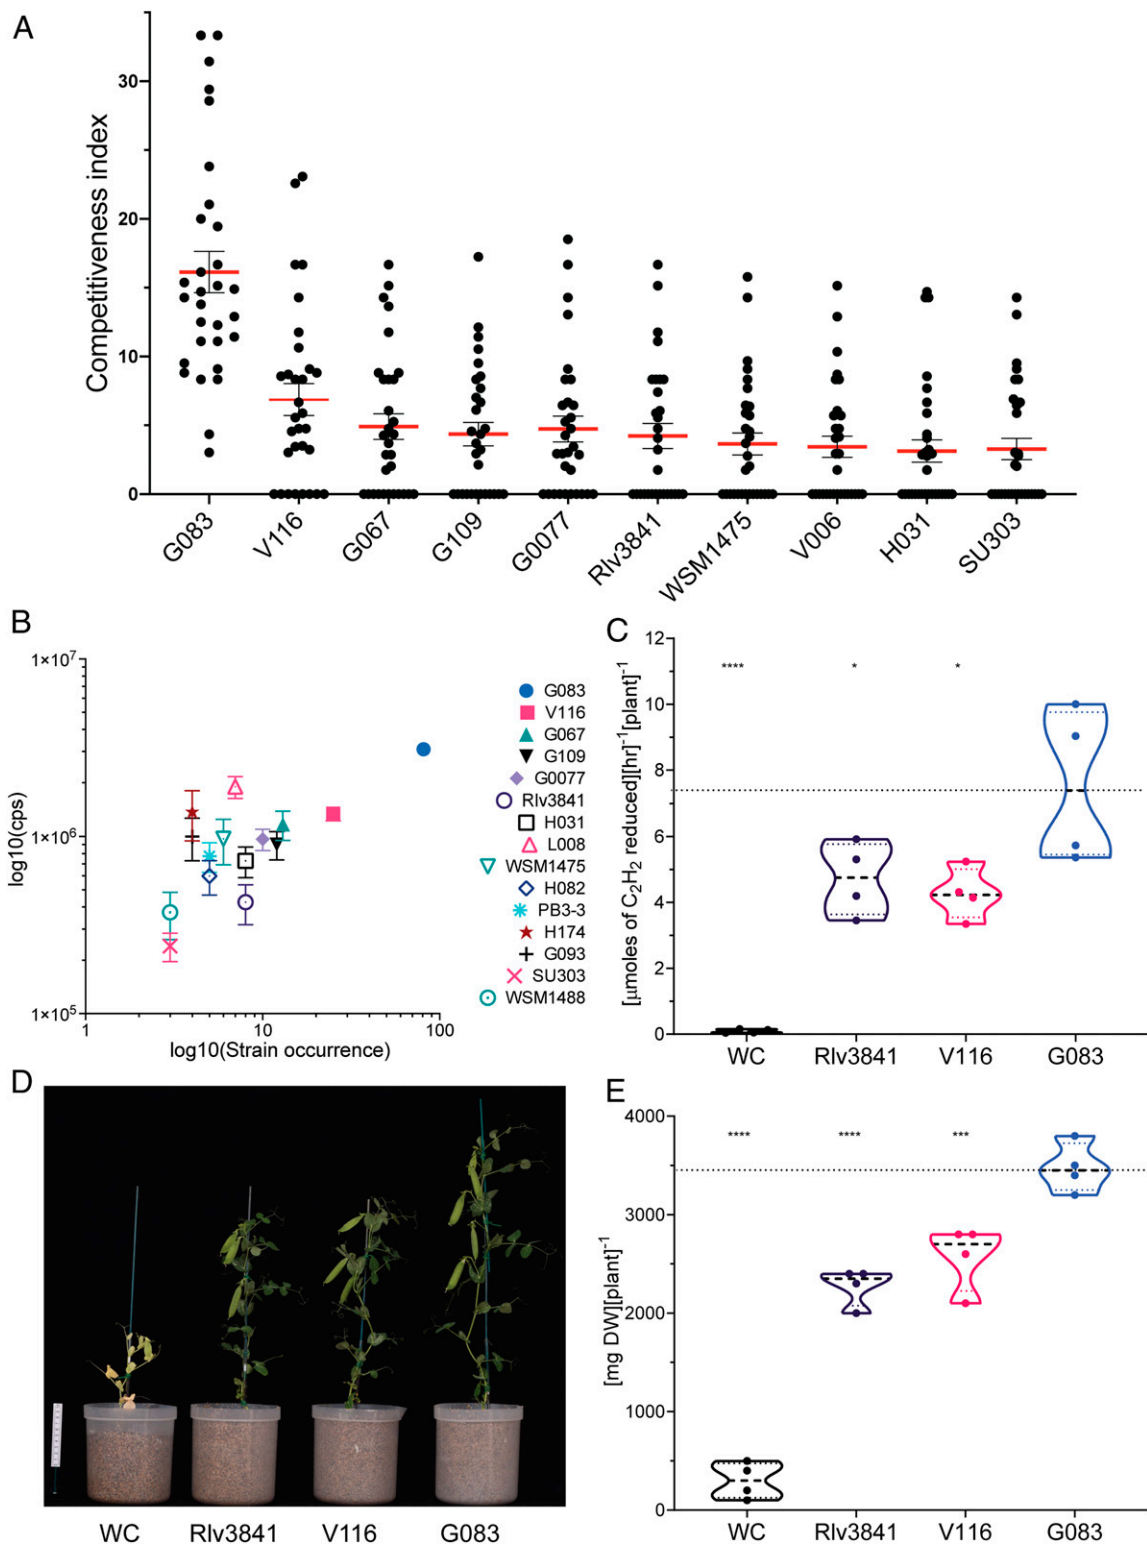 A
Competitiveness index
30
20
10
0
G083
V116
G067
G109
G0077
Rlv3841
WSM1475
V006
H031
SU303
B
log10(cps)
1×10⁷
1×10⁶
1×10⁵
1
10
100
log10(Strain occurrence)
G083
V116
G067
G109
G0077
Rlv3841
H031
L008
WSM1475
H082
PB3-3
H174
G093
SU303
WSM1488
C
[μmoles of C₂H₂ reduced][hr]⁻¹[plant]⁻¹
12
10
8
6
4
2
0
**** * *
WC Rlv3841 V116 G083
D
WC Rlv3841 V116 G083
E
[mg DW][plant]⁻¹
4000
3000
2000
1000
0
**** **** ***
WC Rlv3841 V116 G083